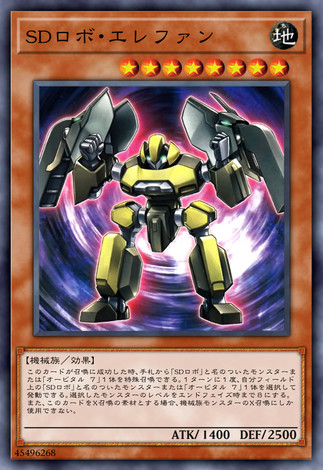 SDロボ・エレファン
地
【機械族／効果】
このカードが召喚に成功した時、手札から「SDロボ」と名のついたモンスターま
たは「オービタル 7」1体を特殊召喚できる。1ターンに1度、自分フィールド
上の「SDロボ」と名のついたモンスターまたは「オービタル 7」1体を選択して
発動できる。選択したモンスターのレベルをエンドフェイズ時まで8にする。
また、このカードをX召喚の素材とする場合、機械族モンスターのX召喚にしか
使用できない。
ATK/1400 DEF/2500
45496268